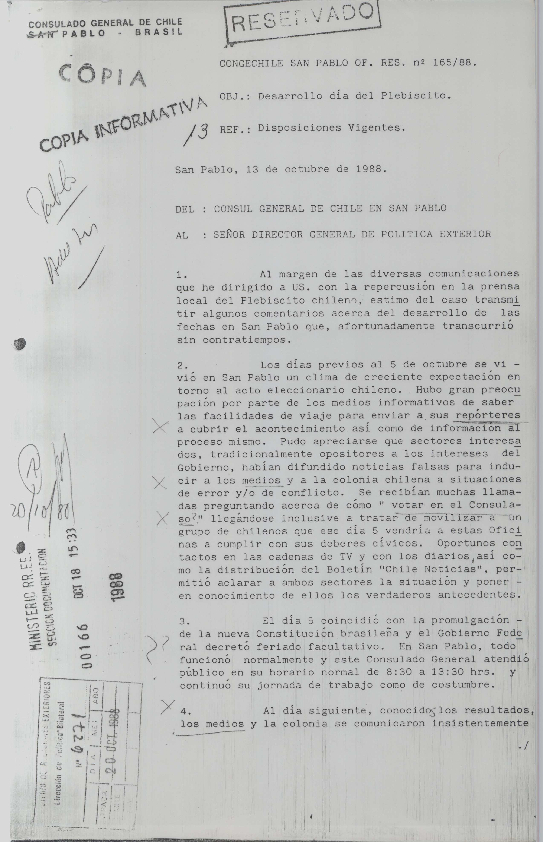 CONSULADO GENERAL DE CHILE
SAN PABLO - BRASIL
RESERVADO
COPIA
COPIA INFORMATIVA
13
CONGECHILE SAN PABLO OF. RES. nº 165/88.
OBJ.: Desarrollo día del Plebiscito.
REF.: Disposiciones Vigentes.
San Pablo, 13 de octubre de 1988.
DEL : CONSUL GENERAL DE CHILE EN SAN PABLO
AL : SEÑOR DIRECTOR GENERAL DE POLITICA EXTERIOR
Pablo
1. Al margen de las diversas comunicaciones
que he dirigido a US. con la repercusión en la prensa
local del Plebiscito chileno, estimo del caso transmi
tir algunos comentarios acerca del desarrollo de las
fechas en San Pablo que, afortunadamente transcurrió
sin contratiempos.
2. Los días previos al 5 de octubre se vi -
vió en San Pablo un clima de creciente expectación en
torno al acto eleccionario chileno. Hubo gran preocu
pación por parte de los medios informativos de saber
las facilidades de viaje para enviar a sus repórteres
a cubrir el acontecimiento así como de información al
proceso mismo. Pudo apreciarse que sectores interesa
dos, tradicionalmente opositores a los intereses del
Gobierno, habían difundido noticias falsas para indu-
cir a los medios y a la colonia chilena a situaciones
de error y/o de conflicto. Se recibían muchas llama-
das preguntando acerca de cómo " votar en el Consula-
so?" llegándose inclusive a tratar de movilizar a un
grupo de chilenos que ese día 5 vendría a estas Ofici
nas a cumplir con sus deberes cívicos. Oportunos con
tactos en las cadenas de TV y con los diarios, así co-
mo la distribución del Boletín "Chile Noticias", per-
mitió aclarar a ambos sectores la situación y poner -
en conocimiento de ellos los verdaderos antecedentes.
3. El día 5 coincidió con la promulgación -
de la nueva Constitución brasileña y el Gobierno Fede
ral decretó feriado facultativo. En San Pablo, todo
funcionó normalmente y este Consulado General atendió
público en su horario normal de 8:30 a 13:30 hrs. y
continuó su jornada de trabajo como de costumbre.
4. Al día siguiente, conocidos los resultados,
los medios y la colonia se comunicaron insistentemente
./
20/10/88
MINISTERIO RR.EE.
SECCION DOCUMENTACION
00166 OCT 18 15:33
1988
Dirección de Política Bilateral
Nº 6271
DIA MES AÑO
20 OCT. 1988